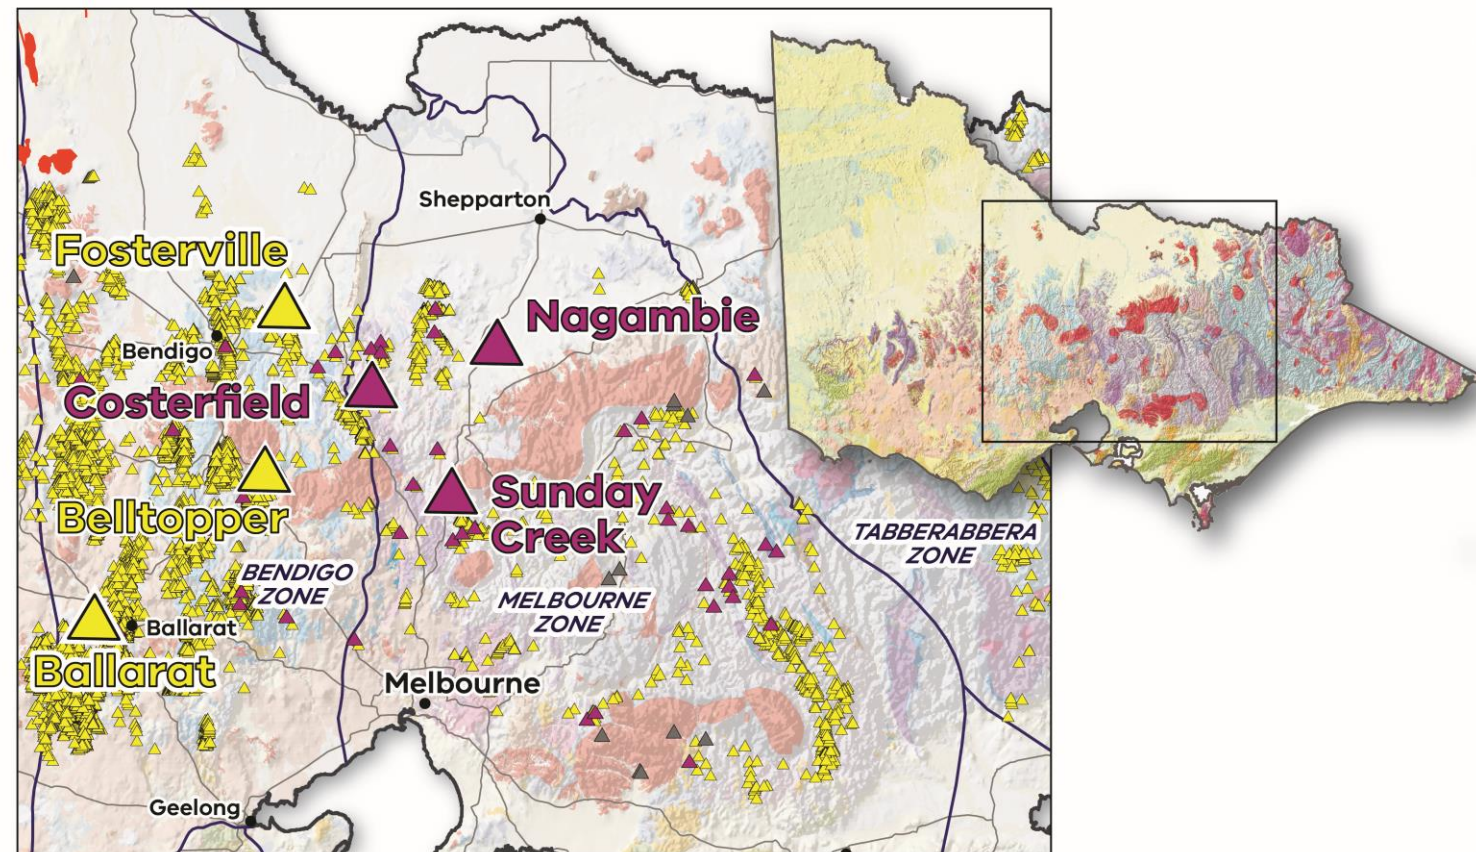 Shepparton
Fosterville
Nagambie
Bendigo
Costerfield
Sunday
Creek
Belltopper
TABBERABBERA
ZONE
BENDIGO
ZONE
MELBOURNE
ZONE
Ballarat
Ballarat
Melbourne
Geelong